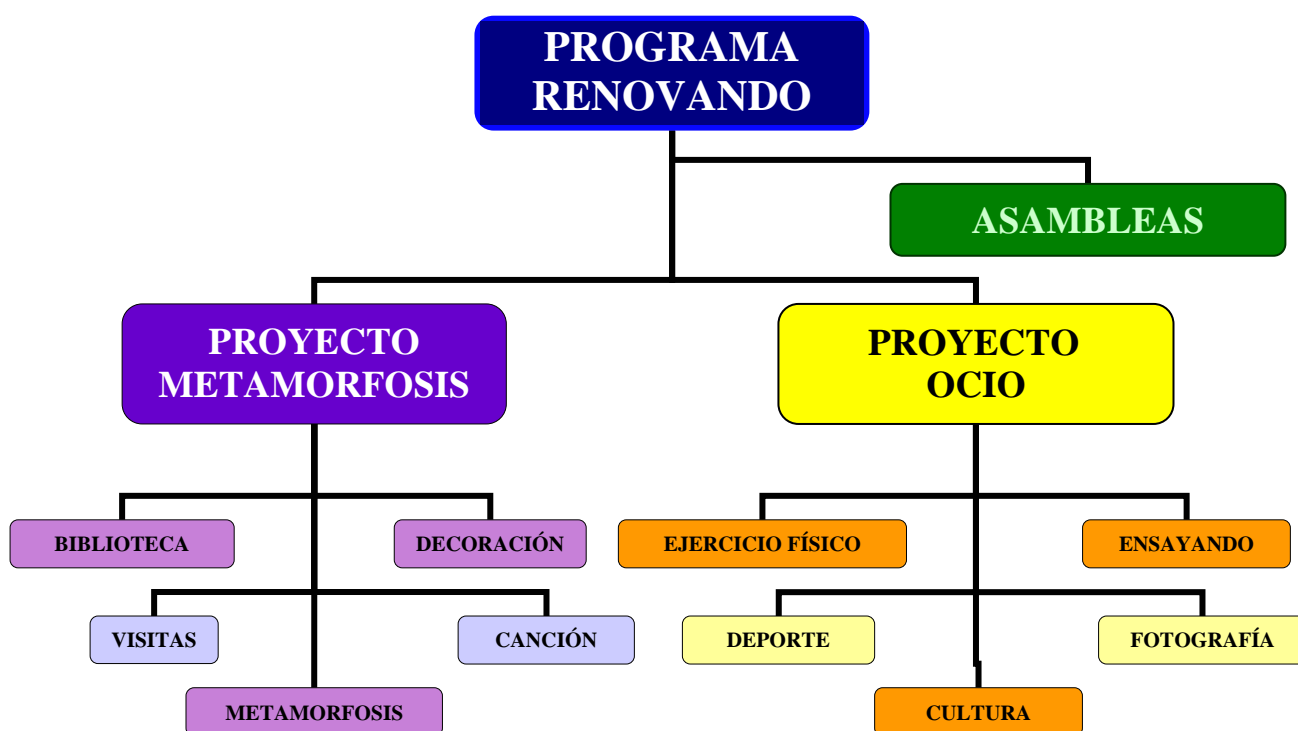 PROGRAMA
RENOVANDO
ASAMBLEAS
PROYECTO
METAMORFOSIS
PROYECTO
OCIO
BIBLIOTECA
DECORACIÓN
EJERCICIO FÍSICO
ENSAYANDO
VISITAS
CANCIÓN
DEPORTE
FOTOGRAFÍA
METAMORFOSIS
CULTURA